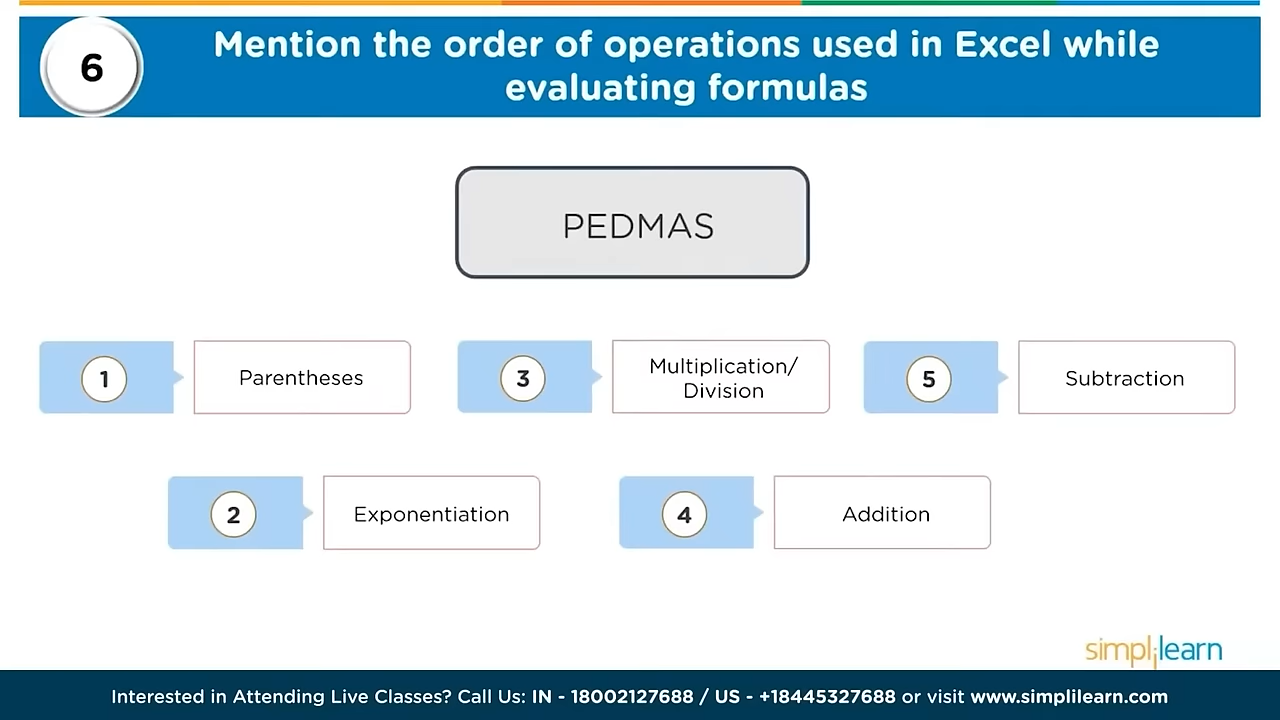 6
Mention the order of operations used in Excel while
evaluating formulas
PEDMAS
1
Parentheses
2
Exponentiation
3
Multiplication/
Division
4
Addition
5
Subtraction
simplilearn
Interested in Attending Live Classes? Call Us: IN - 18002127688 / US - +18445327688 or visit www.simplilearn.com